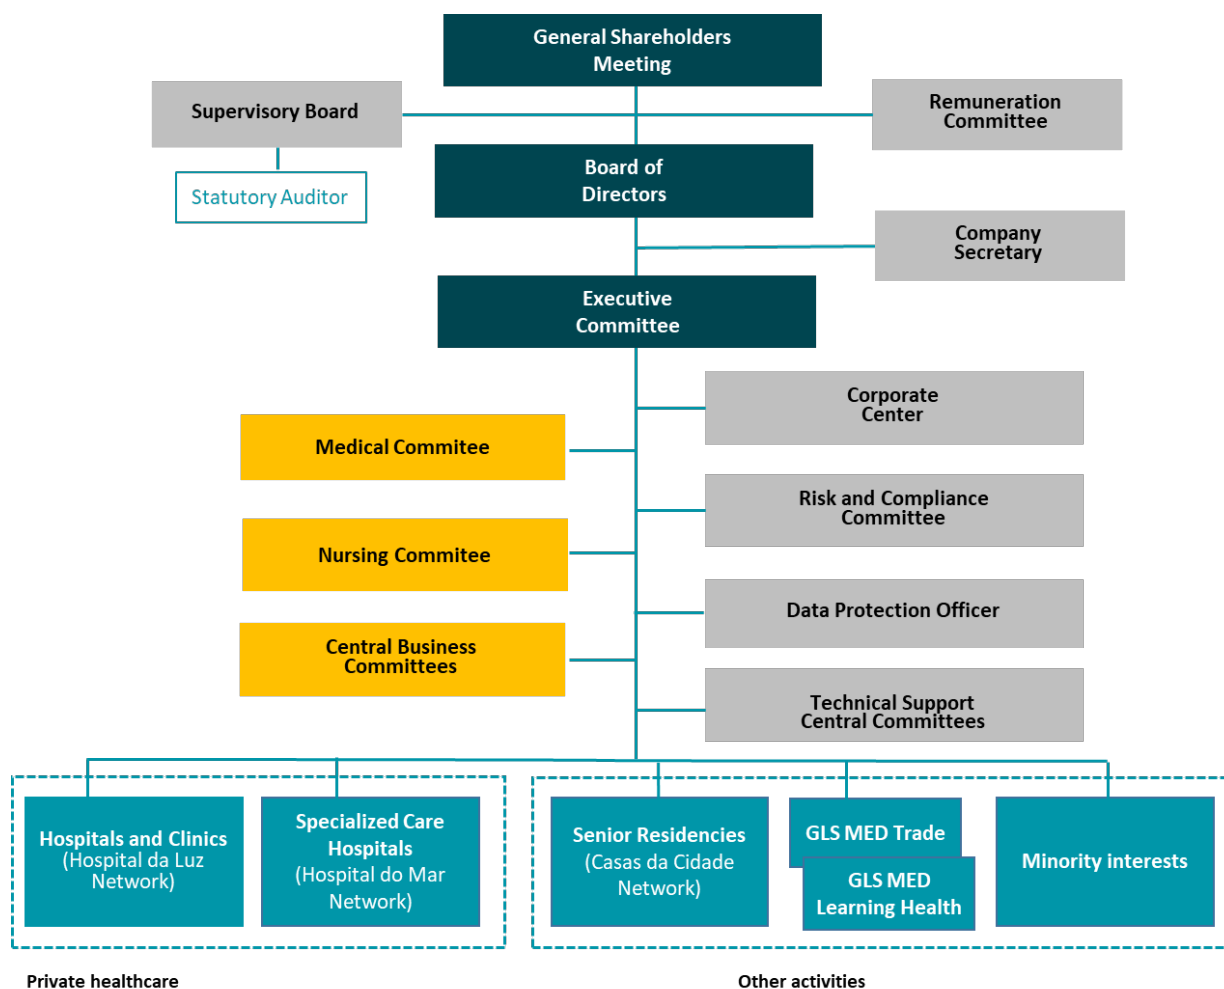 General Shareholders
Meeting
Supervisory Board
Remuneration
Committee
Board of
Directors
Statutory Auditor
Company
Secretary
Executive
Committee
Corporate
Center
Medical Commitee
Risk and Compliance
Committee
Nursing Commitee
Data Protection Officer
Central Business
Committees
Technical Support
Central Committees
Hospitals and Clinics
(Hospital da Luz
Network)
Specialized Care
Hospitals
(Hospital do Mar
Network)
Senior Residencies
(Casas da Cidade
Network)
GLS MED Trade
GLS MED
Learning Health
Minority interests
Private healthcare
Other activities